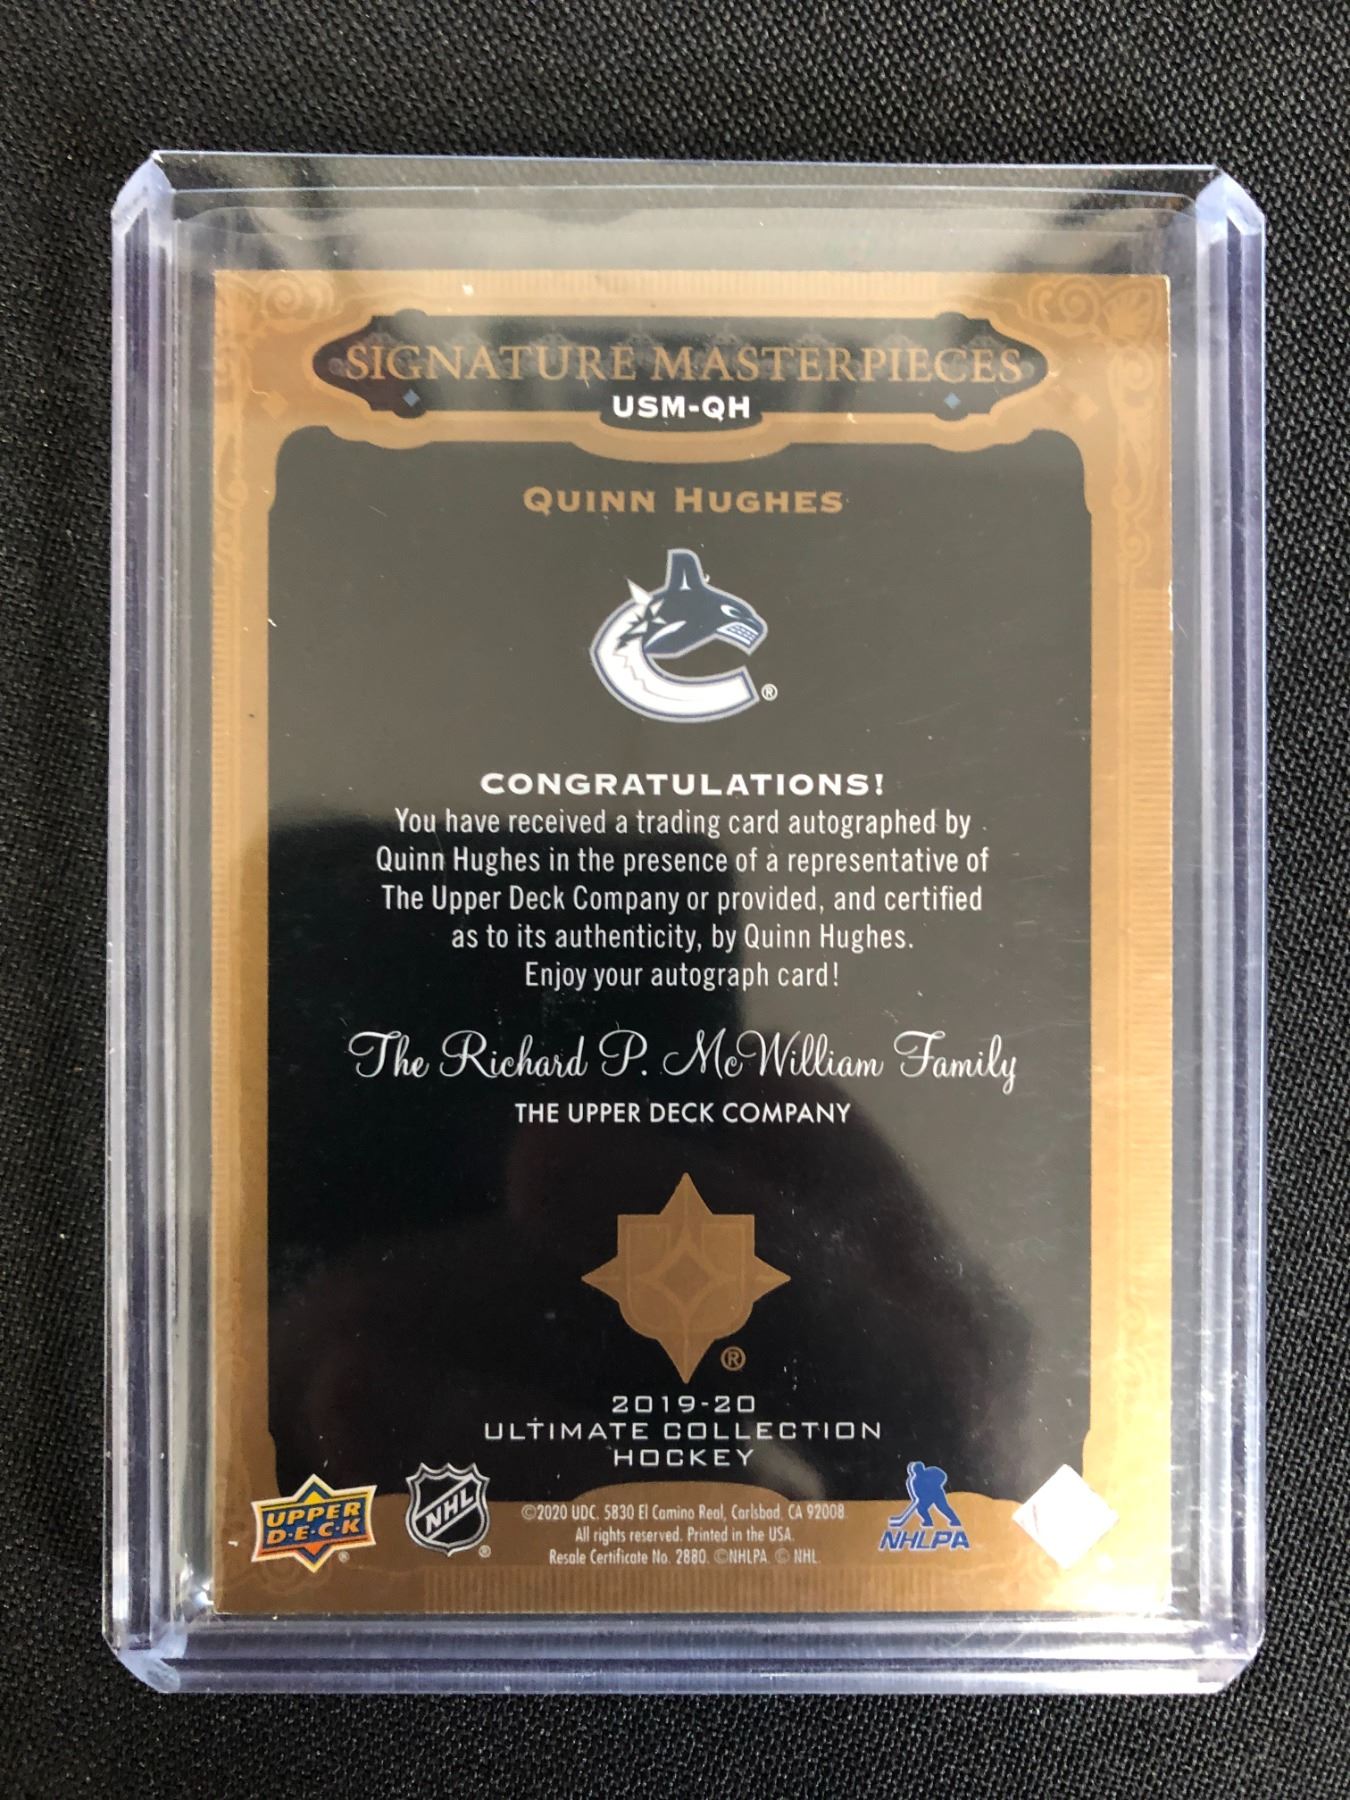 SIGNATURE MASTERPIECES
USM-QH
QUINN HUGHES
®
CONGRATULATIONS!
You have received a trading card autographed by
Quinn Hughes in the presence of a representative of
The Upper Deck Company or provided, and certified
as to its authenticity, by Quinn Hughes.
Enjoy your autograph card!
The Richard P. McWilliam Family
THE UPPER DECK COMPANY
®
2019-20
ULTIMATE COLLECTION
HOCKEY
UPPER
D·E·C·K
®
NHL
®
©2020 UDC. 5830 El Camino Real, Carlsbad, CA 92008.
All rights reserved. Printed in the USA.
Resale Certificate No. 2880. ©NHLPA. © NHL.
NHLPA